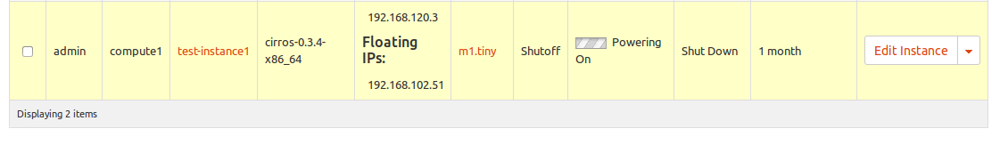 admin
compute1
test-instance1
cirros-0.3.4-
x86_64
192.168.120.3
Floating
IPs:
192.168.102.51
m1.tiny
Shutoff
Powering
On
Shut Down
1 month
Edit Instance
Displaying 2 items